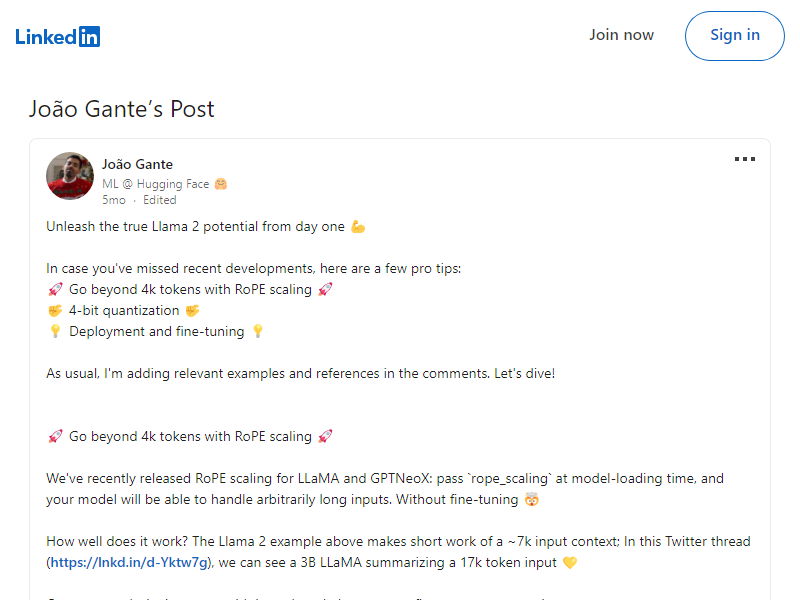 LinkedIn
Join now
Sign in
João Gante’s Post
João Gante
ML @ Hugging Face 🤗
5mo · Edited
Unleash the true Llama 2 potential from day one 💪
In case you've missed recent developments, here are a few pro tips:
🚀 Go beyond 4k tokens with RoPE scaling 🚀
🤛 4-bit quantization 🤛
💡 Deployment and fine-tuning 💡
As usual, I'm adding relevant examples and references in the comments. Let's dive!
🚀 Go beyond 4k tokens with RoPE scaling 🚀
We've recently released RoPE scaling for LLaMA and GPTNeoX: pass `rope_scaling` at model-loading time, and
your model will be able to handle arbitrarily long inputs. Without fine-tuning 🤯
How well does it work? The Llama 2 example above makes short work of a ~7k input context; In this Twitter thread
(https://lnkd.in/d-Yktw7g), we can see a 3B LLaMA summarizing a 17k token input 💛